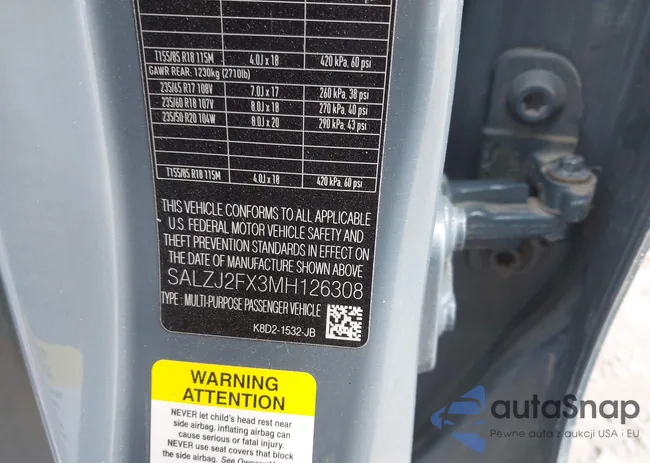 T155/85 R18 115M 4.0J x 18 420 kPa, 60 psi
GAWR REAR: 1230kg (2710lb)
235/65 R17 108V 7.0J x 17 260 kPa, 38 psi
235/60 R18 107V 8.0J x 18 270 kPa, 40 psi
235/50 R20 104W 8.0J x 20 290 kPa, 43 psi
T155/85 R18 115M 4.0J x 18 420 kPa, 60 psi
THIS VEHICLE CONFORMS TO ALL APPLICABLE
U.S. FEDERAL MOTOR VEHICLE SAFETY AND
THEFT PREVENTION STANDARDS IN EFFECT ON
THE DATE OF MANUFACTURE SHOWN ABOVE
SALZJ2FX3MH126308
TYPE : MULTI-PURPOSE PASSENGER VEHICLE
K8D2-1532-JB
WARNING
ATTENTION
NEVER let child's head rest near
side airbag. inflating airbag can
cause serious or fatal injury.
NEVER use seat covers that block
side airbag. See Owner's
autaSnap
Pewne auta z aukcji USA i EU